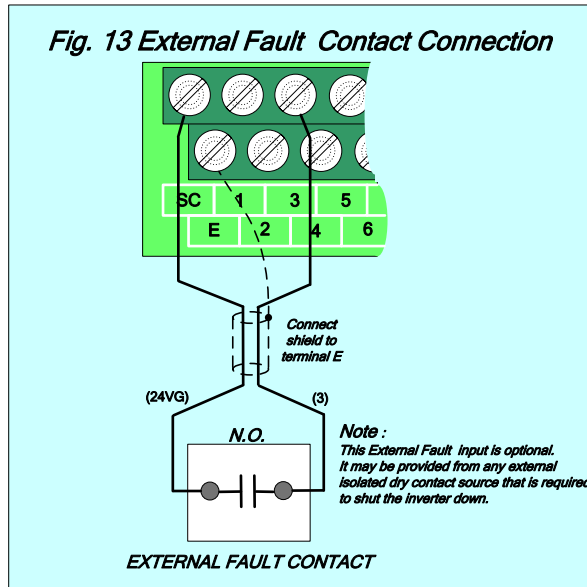 Fig. 13 External Fault Contact Connection
SC 1 3 5
E 2 4 6
Connect
shield to
terminal E
(24VG) (3)
N.O.
Note :
This External Fault input is optional.
It may be provided from any external
isolated dry contact source that is required
to shut the inverter down.
EXTERNAL FAULT CONTACT